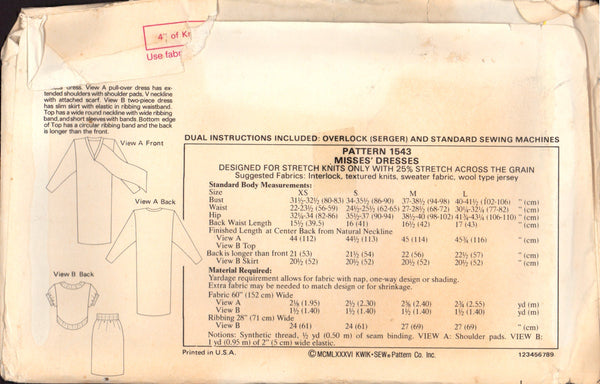 4" of Kn
Use fabr
dress. View A pull-over dress has ex-
tended shoulders with shoulder pads. V neckline
with attached scarf. View B two-piece dress
has slim skirt with elastic in ribbing waistband.
Top has a wide round neckline with wide ribbing
band, and short sleeves with bands. Bottom edge
of Top has a circular ribbing band and the back
is longer than the front.
View A Front
View A Back
View B Back
DUAL INSTRUCTIONS INCLUDED: OVERLOCK (SERGER) AND STANDARD SEWING MACHINES
PATTERN 1543
MISSES' DRESSES
DESIGNED FOR STRETCH KNITS ONLY WITH 25% STRETCH ACROSS THE GRAIN
Suggested Fabrics: Interlock, textured knits, sweater fabric, wool type jersey
Standard Body Measurements:
Size XS S M L
Bust 31½-32½ (80-83) 34-35½ (86-90) 37-38½ (94-98) 40-41½ (102-106) " (cm)
Waist 22-23½ (56-59) 24½-25½ (62-65) 27-28½ (68-72) 30¼-32¼ (77-82) " (cm)
Hip 32¼-34 (82-86) 35½-37 (90-94) 38½-40 (98-102) 41¾-43¼ (106-110) " (cm)
Back Waist Length 15½ (39.5) 16 (41) 16½ (42) 17 (43) " (cm)
Finished Length at Center Back from Natural Neckline
View A 44 (112) 44½ (113) 45 (114) 45¾ (116) " (cm)
View B Top
Back is longer than front 21 (53) 21½ (54) 22 (56) 22½ (57) " (cm)
View B Skirt 20½ (52) 20½ (52) 20½ (52) 20½ (52) " (cm)
Material Required:
Yardage requirement allows for fabric with nap, one-way design or shading.
Extra fabric may be needed to match design or for shrinkage.
Fabric 60" (152 cm) Wide
View A 2⅛ (1.95) 2½ (2.30) 2⅝ (2.40) 2¾ (2.55) yd (m)
View B 1½ (1.40) 1½ (1.40) 1½ (1.40) 1½ (1.40) yd (m)
Ribbing 28" (71 cm) Wide
View B 24 (61) 24 (61) 27 (69) 27 (69) " (cm)
Notions: Synthetic thread, ½ yd (0.50 m) of seam binding. VIEW A: Shoulder pads. VIEW B:
1 yd (0.95 m) of 2" (5 cm) wide elastic.
Printed in U.S.A. ©MCMLXXXVI KWIK•SEW® Pattern Co. Inc. 123456789